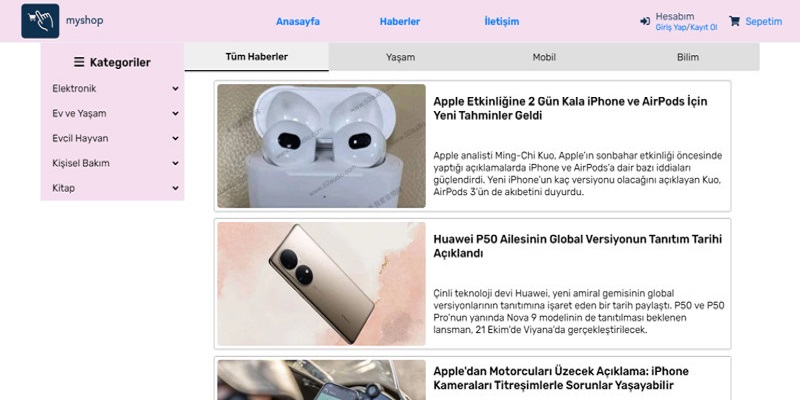 myshop
Anasayfa
Haberler
İletişim
Hesabım
Giriş Yap/Kayıt Ol
Sepetim
Kategoriler
Elektronik
Ev ve Yaşam
Evcil Hayvan
Kişisel Bakım
Kitap
Tüm Haberler
Yaşam
Mobil
Bilim
Apple Etkinliğine 2 Gün Kala iPhone ve AirPods İçin
Yeni Tahminler Geldi
Apple analisti Ming-Chi Kuo, Apple'ın sonbahar etkinliği öncesinde
yaptığı açıklamalarda iPhone ve AirPods'a dair bazı iddiaları
güçlendirdi. Yeni iPhone'un kaç versiyonu olacağını açıklayan Kuo,
AirPods 3'ün de akıbetini duyurdu.
Huawei P50 Ailesinin Global Versiyonun Tanıtım Tarihi
Açıklandı
Çinli teknoloji devi Huawei, yeni amiral gemisinin global
versiyonlarının tanıtımına işaret eden bir tarih paylaştı. P50 ve P50
Pro'nun yanında Nova 9 modelinin de tanıtılması beklenen
lansman, 21 Ekim'de Viyana'da gerçekleştirilecek.
Apple'dan Motorcuları Üzecek Açıklama: iPhone
Kameraları Titreşimlerle Sorunlar Yaşayabilir